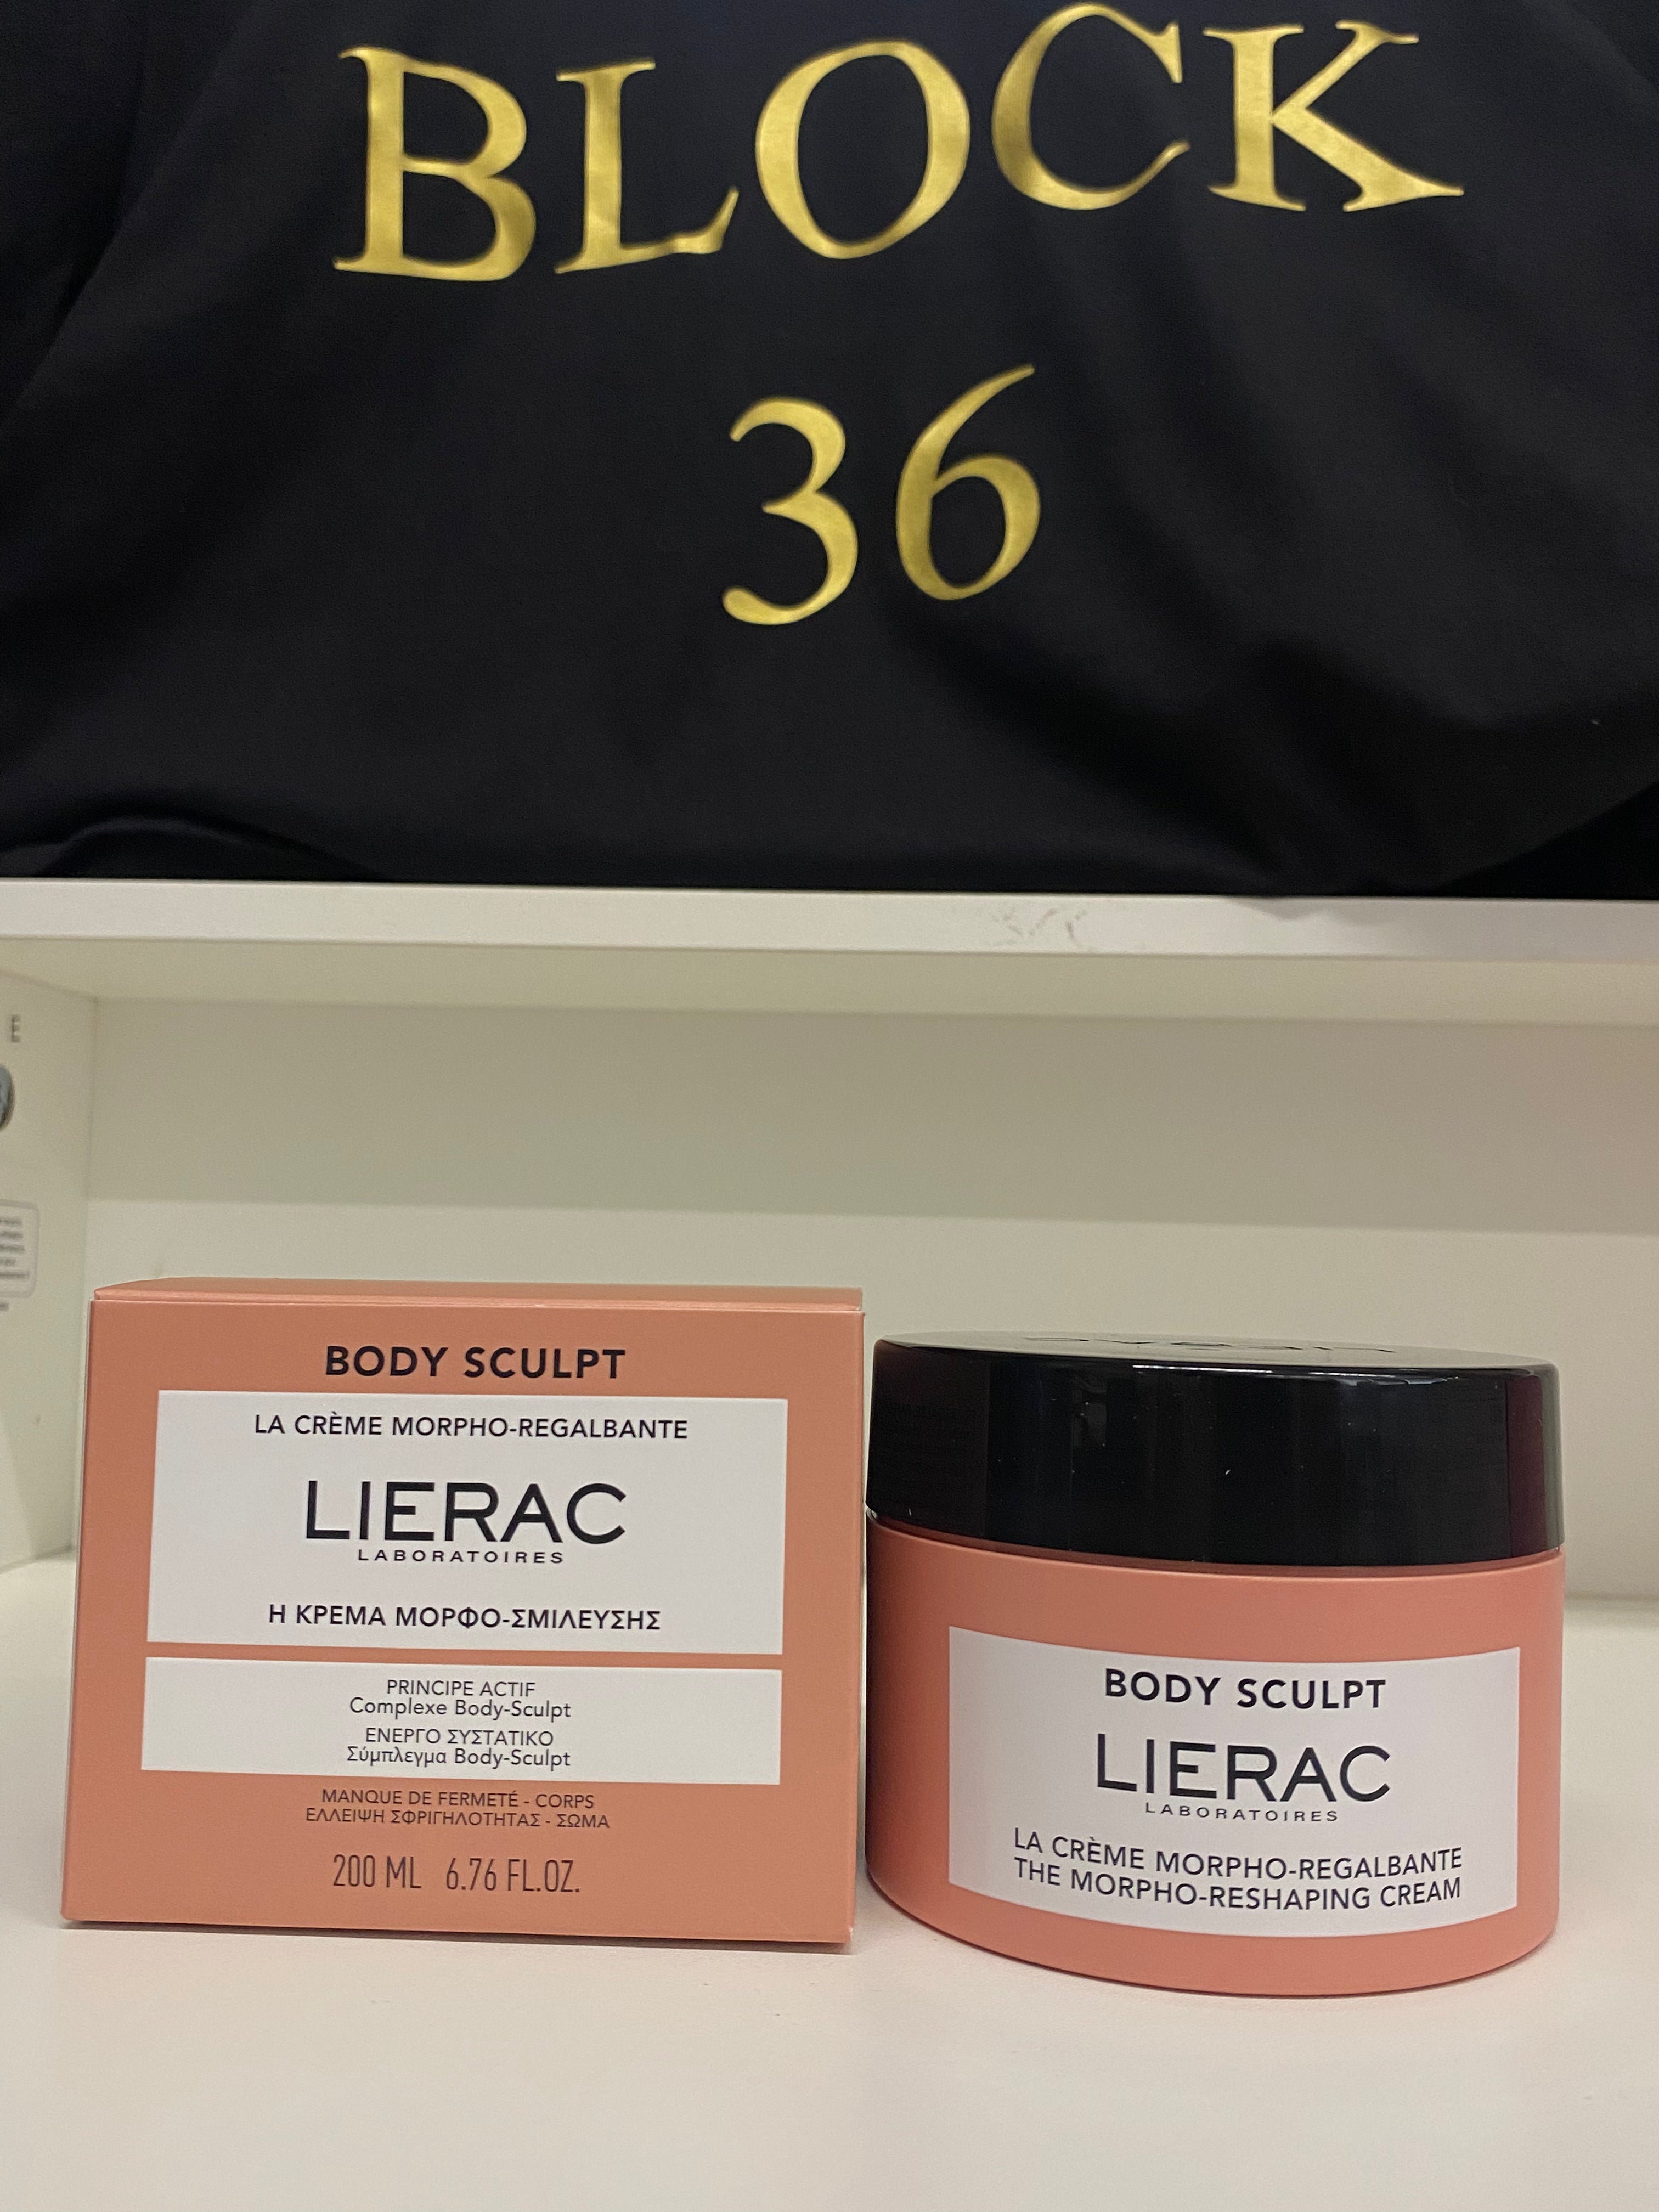 BLOCK
36
BODY SCULPT
LA CRÈME MORPHO-REGALBANTE
LIERAC
LABORATOIRES
Η ΚΡΕΜΑ ΜΟΡΦΟ-ΣΜΙΛΕΥΣΗΣ
PRINCIPE ACTIF
Complexe Body-Sculpt
ΕΝΕΡΓΟ ΣΥΣΤΑΤΙΚΟ
Σύμπλεγμα Body-Sculpt
MANQUE DE FERMETÉ - CORPS
ΕΛΛΕΙΨΗ ΣΦΡΙΓΗΛΟΤΗΤΑΣ - ΣΩΜΑ
200 ML 6.76 FL.OZ.
BODY SCULPT
LIERAC
LABORATOIRES
LA CRÈME MORPHO-REGALBANTE
THE MORPHO-RESHAPING CREAM
E